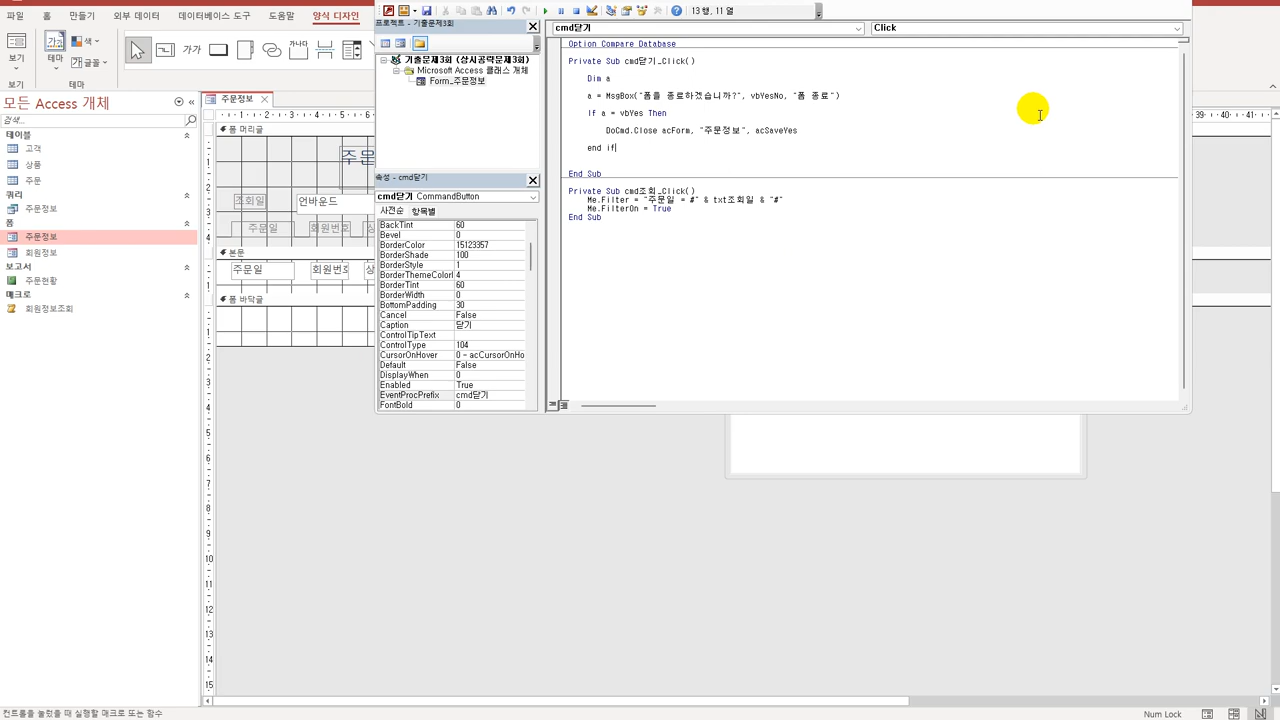 파일
홈
만들기
외부 데이터
데이터베이스 도구
도움말
양식 디자인
13 행, 11 열
보기
테마
색
글꼴
가가
가나다
보기
테마
모든 Access 개체
검색...
테이블
고객
상품
주문
쿼리
주문정보
폼
주문정보
회원정보
보고서
주문현황
매크로
회원정보조회
주문정보
폼 머리글
조회일
언바운드
주문일
회원번호
본문
주문일
폼 바닥글
프로젝트 - 기출문제3회
기출문제3회 (상시공략문제3회)
Microsoft Access 클래스 개체
Form_주문정보
속성 - cmd닫기
cmd닫기 CommandButton
사전순 항목별
BackTint 60
Bevel 0
BorderColor 15123357
BorderShade 100
BorderStyle 1
BorderThemeColorI 4
BorderTint 60
BorderWidth 0
BottomPadding 30
Cancel False
Caption 닫기
ControlTipText
ControlType 104
CursorOnHover 0 - acCursorOnHo
Default False
DisplayWhen 0
Enabled True
EventProcPrefix cmd닫기
FontBold 0
cmd닫기
Click
Option Compare Database
Private Sub cmd닫기_Click()
Dim a
a = MsgBox("폼을 종료하겠습니까?", vbYesNo, "폼 종료")
If a = vbYes Then
DoCmd.Close acForm, "주문정보", acSaveYes
end if
End Sub
Private Sub cmd조회_Click()
Me.Filter = "주문일 = #" & txt조회일 & "#"
Me.FilterOn = True
End Sub
컨트롤을 눌렀을 때 실행할 매크로 또는 함수
Num Lock